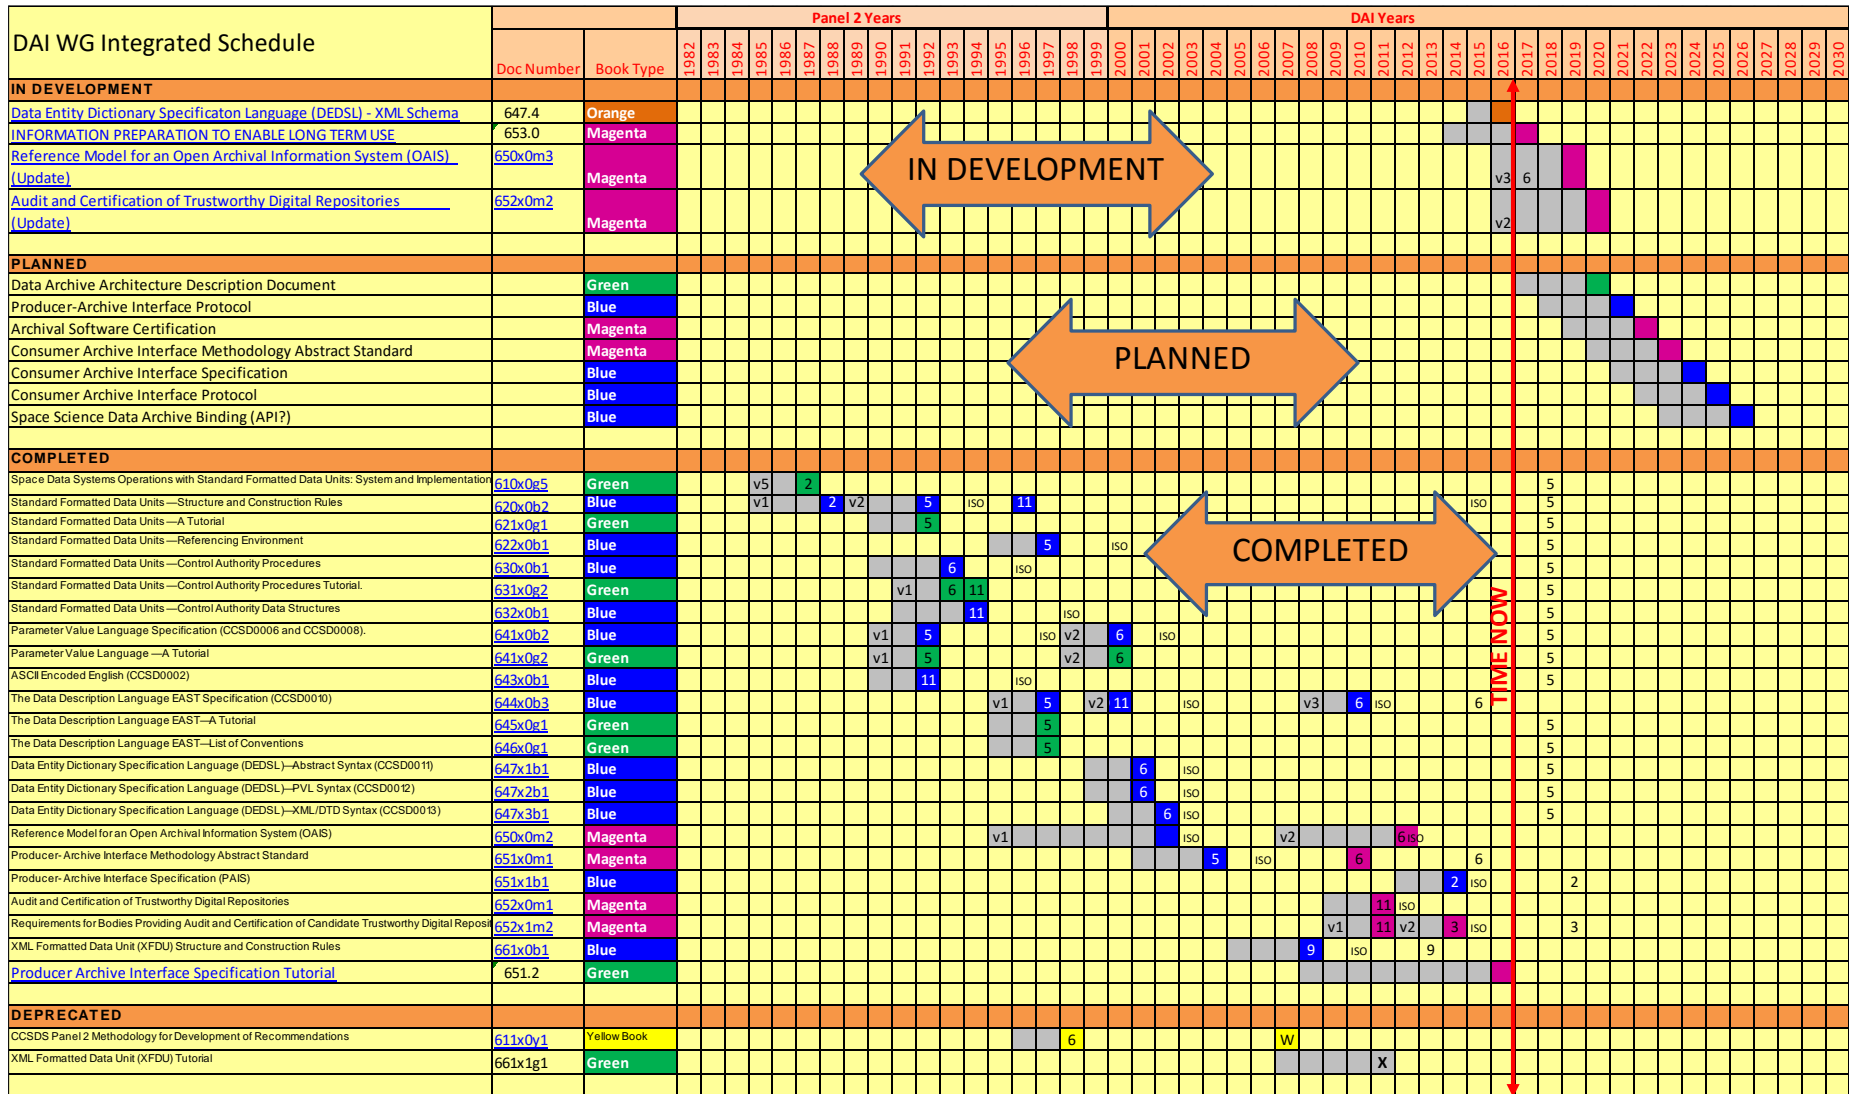 Panel 2 Years DAI Years
DAI WG Integrated Schedule
Doc Number Book Type 1982 1983 1984 1985 1986 1987 1988 1989 1990 1991 1992 1993 1994 1995 1996 1997 1998 1999 2000 2001 2002 2003 2004 2005 2006 2007 2008 2009 2010 2011 2012 2013 2014 2015 2016 2017 2018 2019 2020 2021 2022 2023 2024 2025 2026 2027 2028 2029 2030
IN DEVELOPMENT
Data Entity Dictionary Specificaton Language (DEDSL) - XML Schema 647.4 Orange
INFORMATION PREPARATION TO ENABLE LONG TERM USE 653.0 Magenta
Reference Model for an Open Archival Information System (OAIS) 650x0m3
(Update) Magenta v3 6
Audit and Certification of Trustworthy Digital Repositories 652x0m2
(Update) Magenta v2
IN DEVELOPMENT
PLANNED
Data Archive Architecture Description Document Green
Producer-Archive Interface Protocol Blue
Archival Software Certification Magenta
Consumer Archive Interface Methodology Abstract Standard Magenta
Consumer Archive Interface Specification Blue
Consumer Archive Interface Protocol Blue
Space Science Data Archive Binding (API?) Blue
PLANNED
COMPLETED
Space Data Systems Operations with Standard Formatted Data Units: System and Implementation 610x0g5 Green v5 2 5
Standard Formatted Data Units —Structure and Construction Rules 620x0b2 Blue v1 2 v2 5 ISO 11 ISO 5
Standard Formatted Data Units —A Tutorial 621x0g1 Green 5 5
Standard Formatted Data Units —Referencing Environment 622x0b1 Blue 5 ISO 5
Standard Formatted Data Units —Control Authority Procedures 630x0b1 Blue 6 ISO 5
Standard Formatted Data Units —Control Authority Procedures Tutorial. 631x0g2 Green v1 6 11 5
Standard Formatted Data Units —Control Authority Data Structures 632x0b1 Blue 11 ISO 5
Parameter Value Language Specification (CCSD0006 and CCSD0008). 641x0b2 Blue v1 5 ISO v2 6 ISO 5
Parameter Value Language —A Tutorial 641x0g2 Green v1 5 v2 6 5
ASCII Encoded English (CCSD0002) 643x0b1 Blue 11 ISO 5
The Data Description Language EAST Specification (CCSD0010) 644x0b3 Blue v1 5 v2 11 ISO v3 6 ISO 6
The Data Description Language EAST—A Tutorial 645x0g1 Green 5 5
The Data Description Language EAST—List of Conventions 646x0g1 Green 5 5
Data Entity Dictionary Specification Language (DEDSL)—Abstract Syntax (CCSD0011) 647x1b1 Blue 6 ISO 5
Data Entity Dictionary Specification Language (DEDSL)—PVL Syntax (CCSD0012) 647x2b1 Blue 6 ISO 5
Data Entity Dictionary Specification Language (DEDSL)—XML/DTD Syntax (CCSD0013) 647x3b1 Blue 6 ISO 5
Reference Model for an Open Archival Information System (OAIS) 650x0m2 Magenta v1 ISO v2 6 ISO
Producer-Archive Interface Methodology Abstract Standard 651x0m1 Magenta 5 ISO 6 6
Producer-Archive Interface Specification (PAIS) 651x1b1 Blue 2 ISO 2
Audit and Certification of Trustworthy Digital Repositories 652x0m1 Magenta 11 ISO
Requirements for Bodies Providing Audit and Certification of Candidate Trustworthy Digital Reposit 652x1m2 Magenta v1 11 v2 3 ISO 3
XML Formatted Data Unit (XFDU) Structure and Construction Rules 661x0b1 Blue 9 ISO 9
Producer Archive Interface Specification Tutorial 651.2 Green
COMPLETED
TIME NOW
DEPRECATED
CCSDS Panel 2 Methodology for Development of Recommendations 611x0y1 Yellow Book 6 W
XML Formatted Data Unit (XFDU) Tutorial 661x1g1 Green X